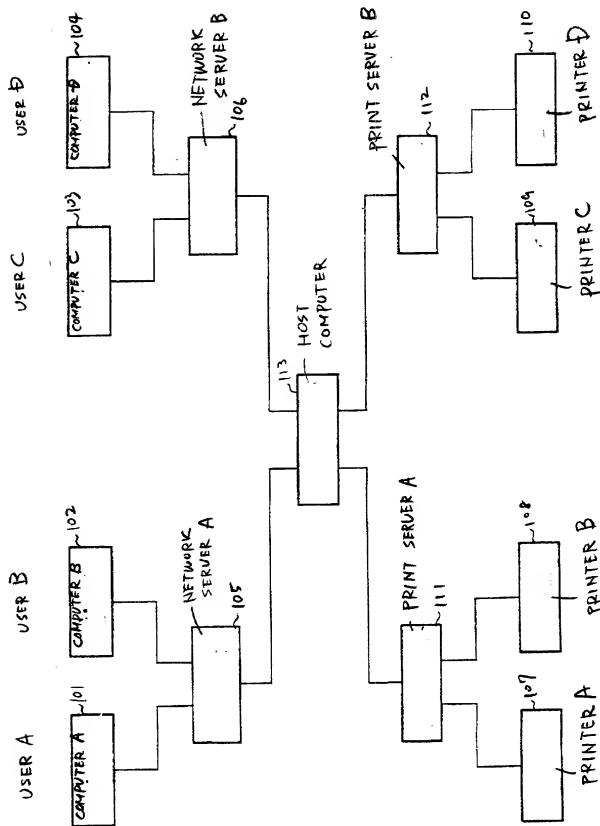 USER A
USER B
USER C
USER D
101
102
103
104
COMPUTER A
COMPUTER B
COMPUTER C
COMPUTER D
NETWORK
SERVER A
105
NETWORK
SERVER B
106
113
HOST
COMPUTER
PRINT SERVER A
111
PRINT SERVER B
112
107
108
109
110
PRINTER A
PRINTER B
PRINTER C
PRINTER D